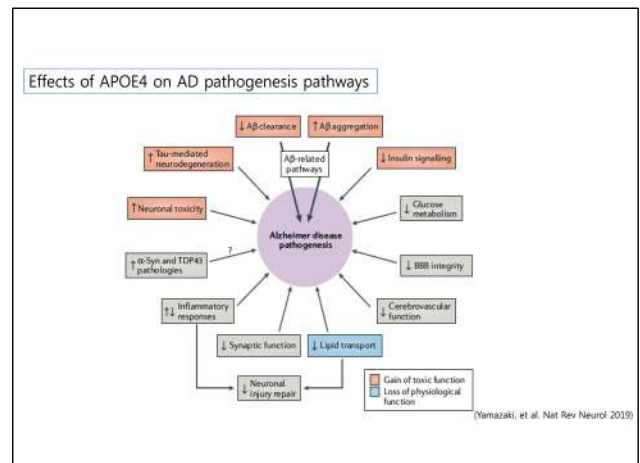 Effects of APOE4 on AD pathogenesis pathways
↓ Aβ clearance
↑ Aβ aggregation
Aβ-related
pathways
↑ Tau-mediated
neurodegeneration
↓ Insulin signalling
↑ Neuronal toxicity
↓ Glucose
metabolism
Alzheimer disease
pathogenesis
?
↑ α-Syn and TDP43
pathologies
↓ BBB integrity
↑↓ Inflammatory
responses
↓ Cerebrovascular
function
↓ Synaptic function
↓ Lipid transport
↓ Neuronal
injury repair
Gain of toxic function
Loss of physiological
function
(Yamazaki, et al. Nat Rev Neurol 2019)